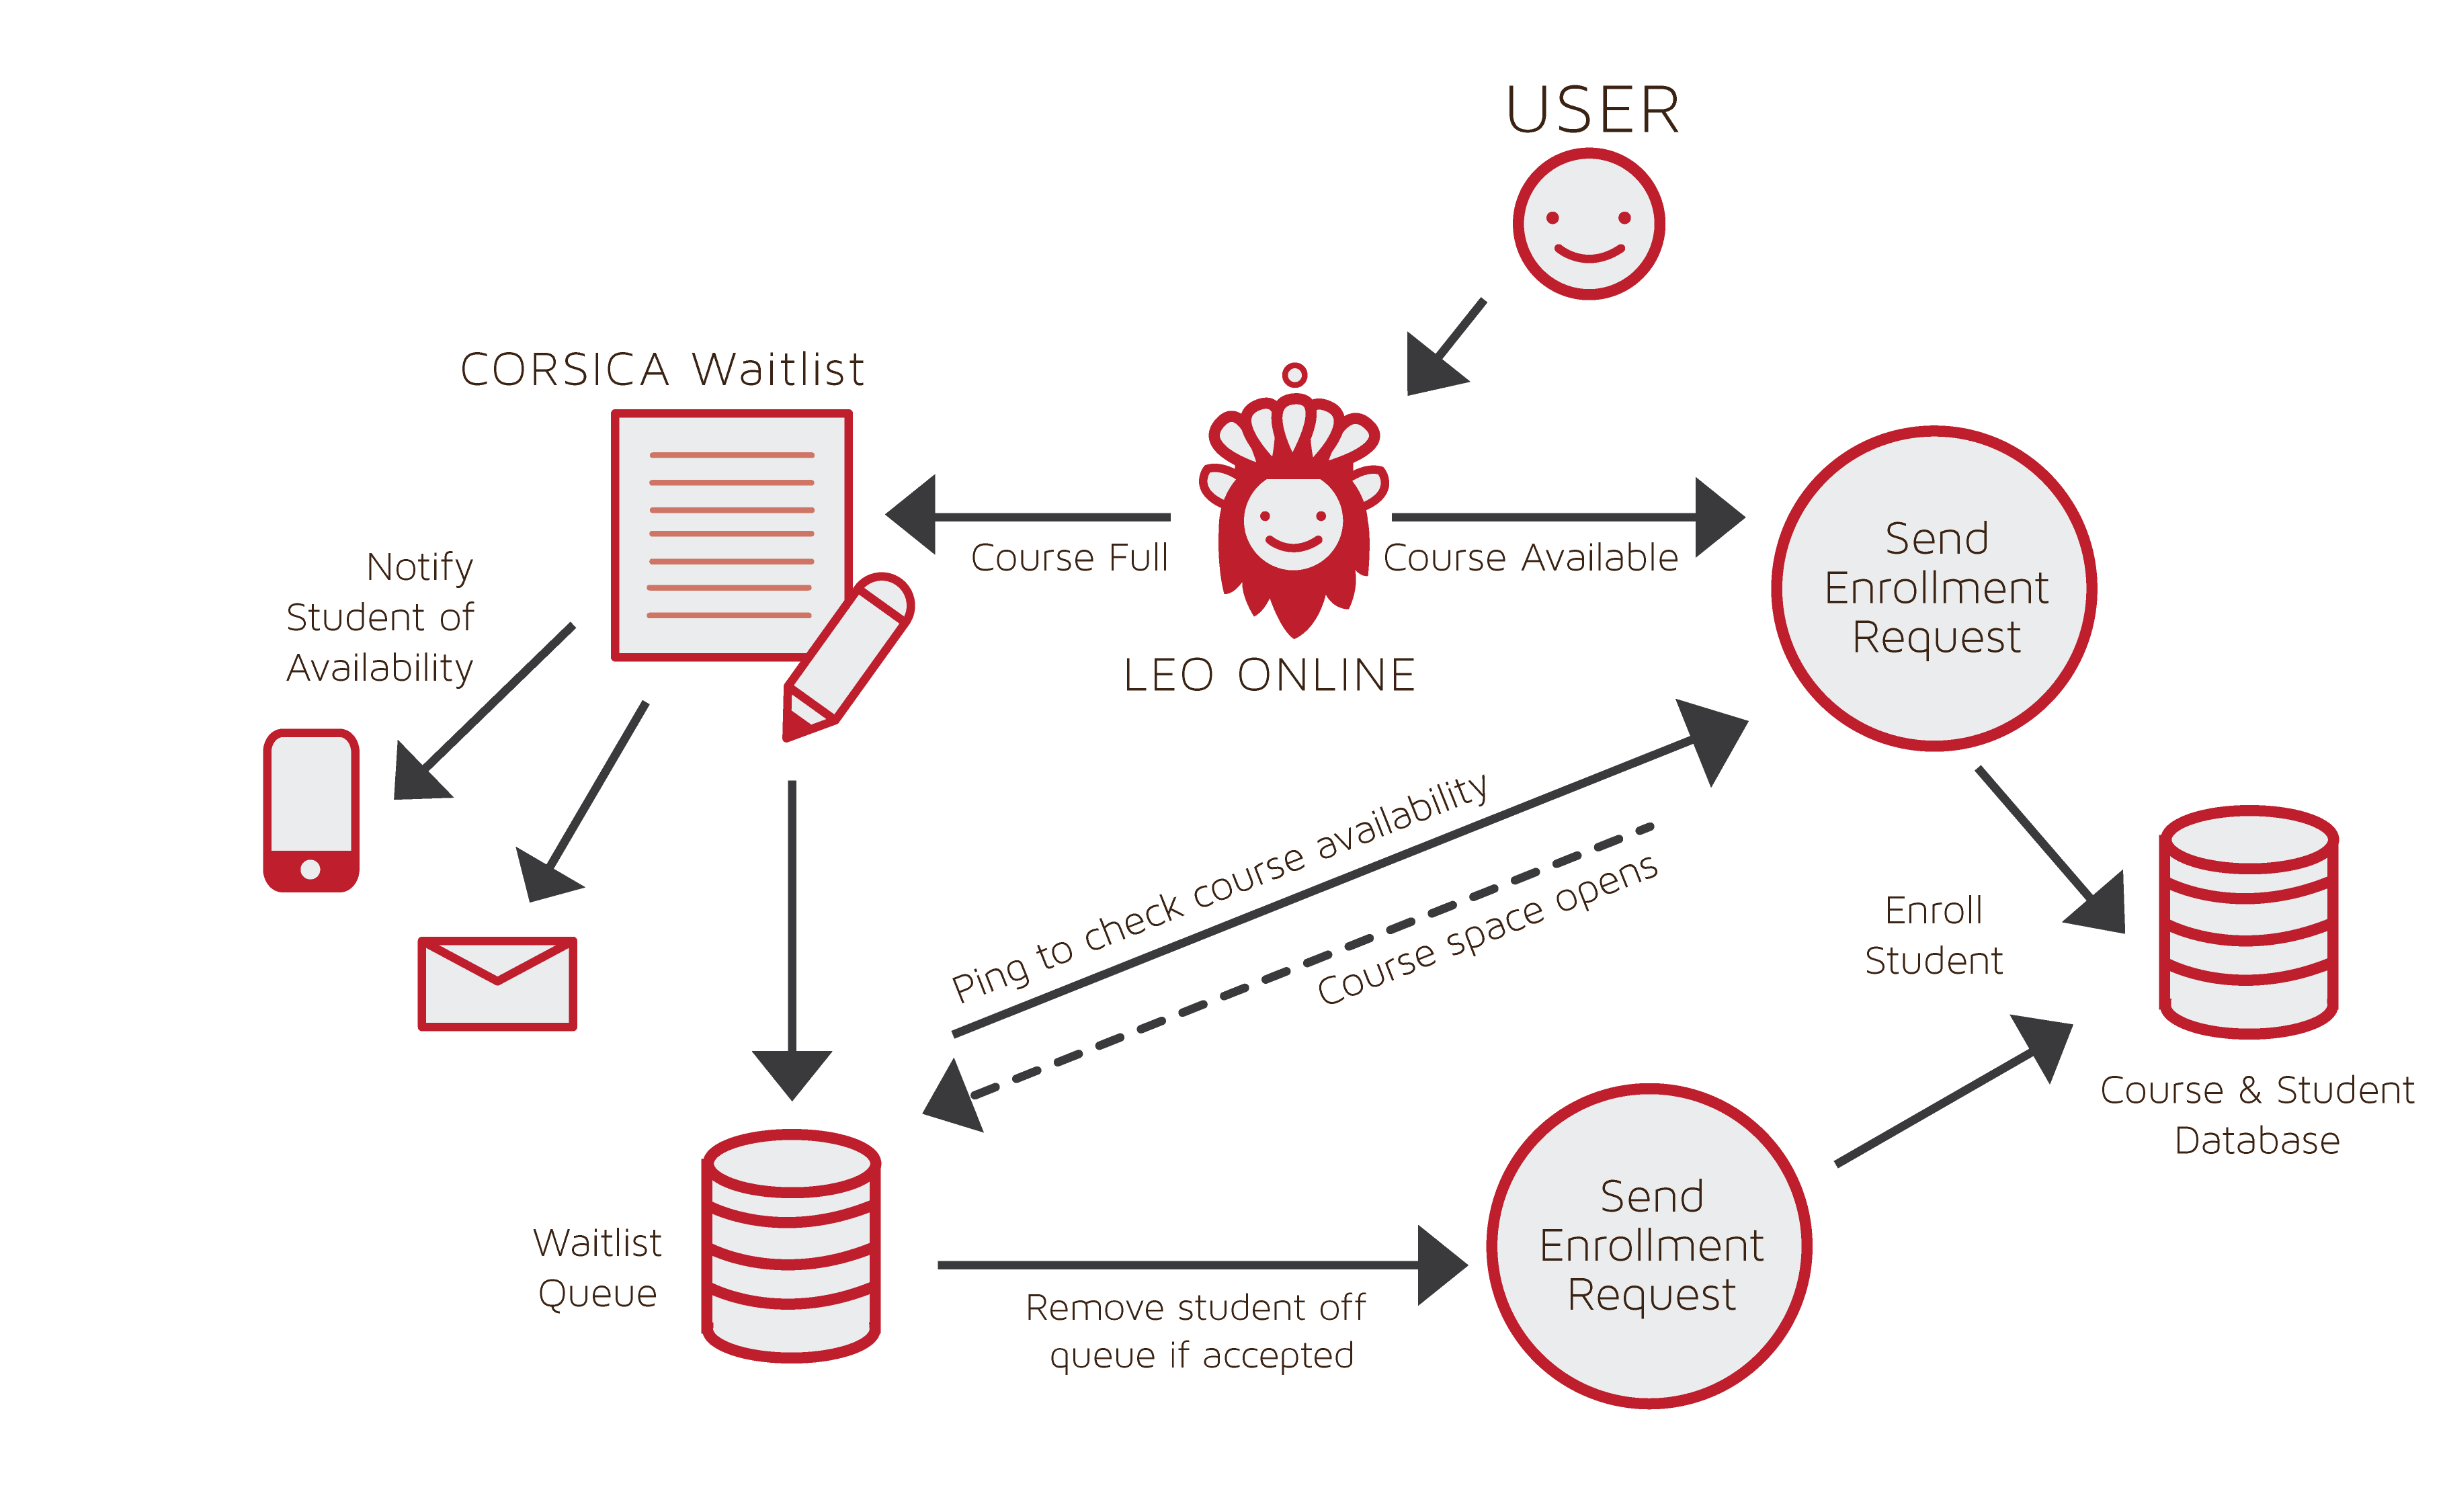 USER
CORSICA Waitlist
Course Full
Course Available
LEO ONLINE
Send
Enrollment
Request
Notify
Student of
Availability
Ping to check course availability
Course space opens
Enroll
Student
Course & Student
Database
Waitlist
Queue
Remove student off
queue if accepted
Send
Enrollment
Request